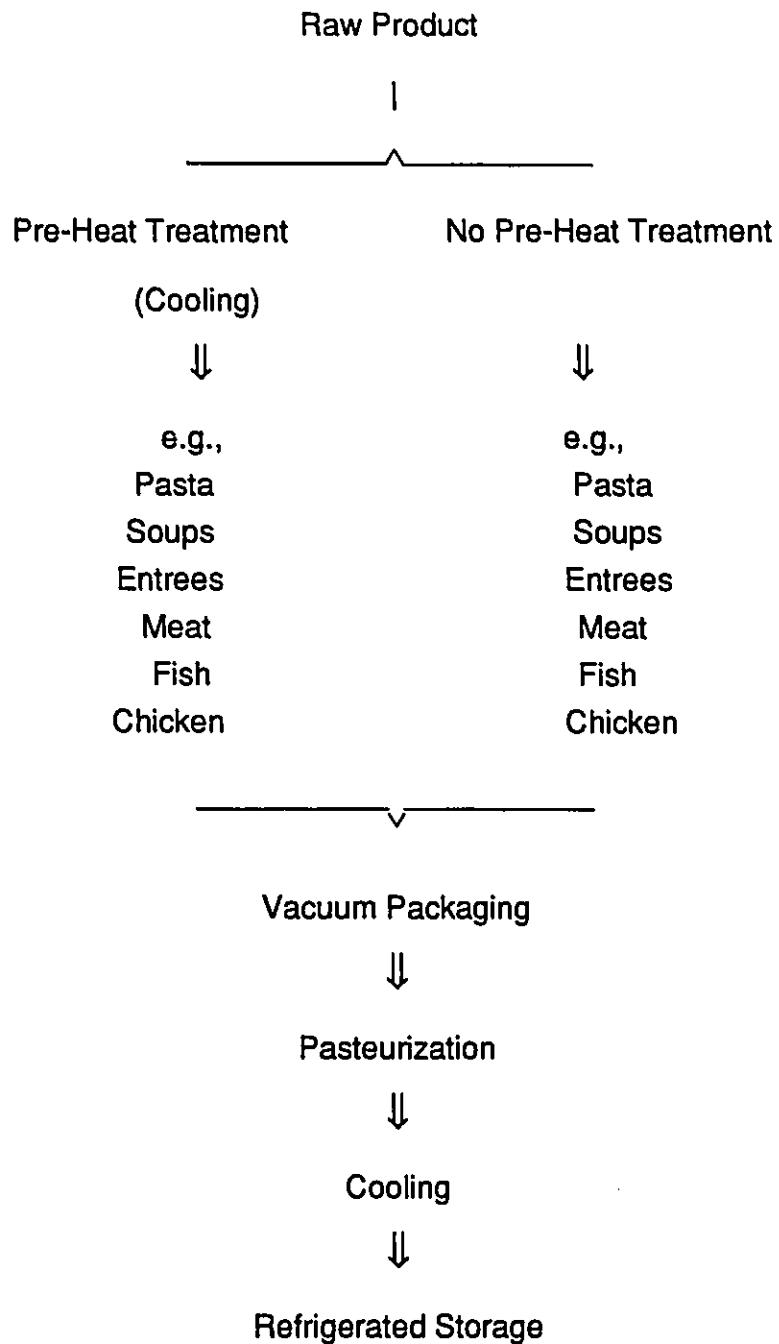 Raw Product
Pre-Heat Treatment
No Pre-Heat Treatment
(Cooling)
e.g.,
Pasta
Soups
Entrees
Meat
Fish
Chicken
e.g.,
Pasta
Soups
Entrees
Meat
Fish
Chicken
Vacuum Packaging
Pasteurization
Cooling
Refrigerated Storage